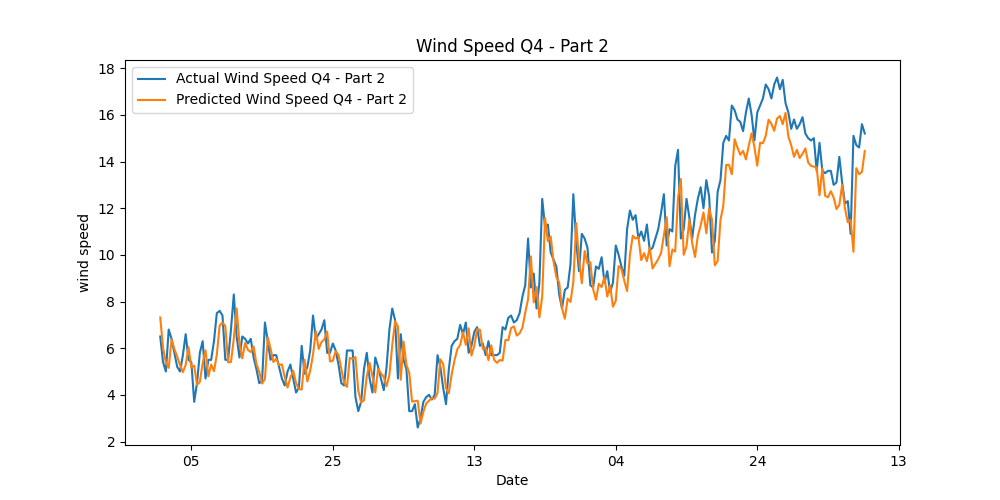 Wind Speed Q4 - Part 2
Actual Wind Speed Q4 - Part 2
Predicted Wind Speed Q4 - Part 2
wind speed
18
16
14
12
10
8
6
4
2
05 25 13 04 24 13
Date